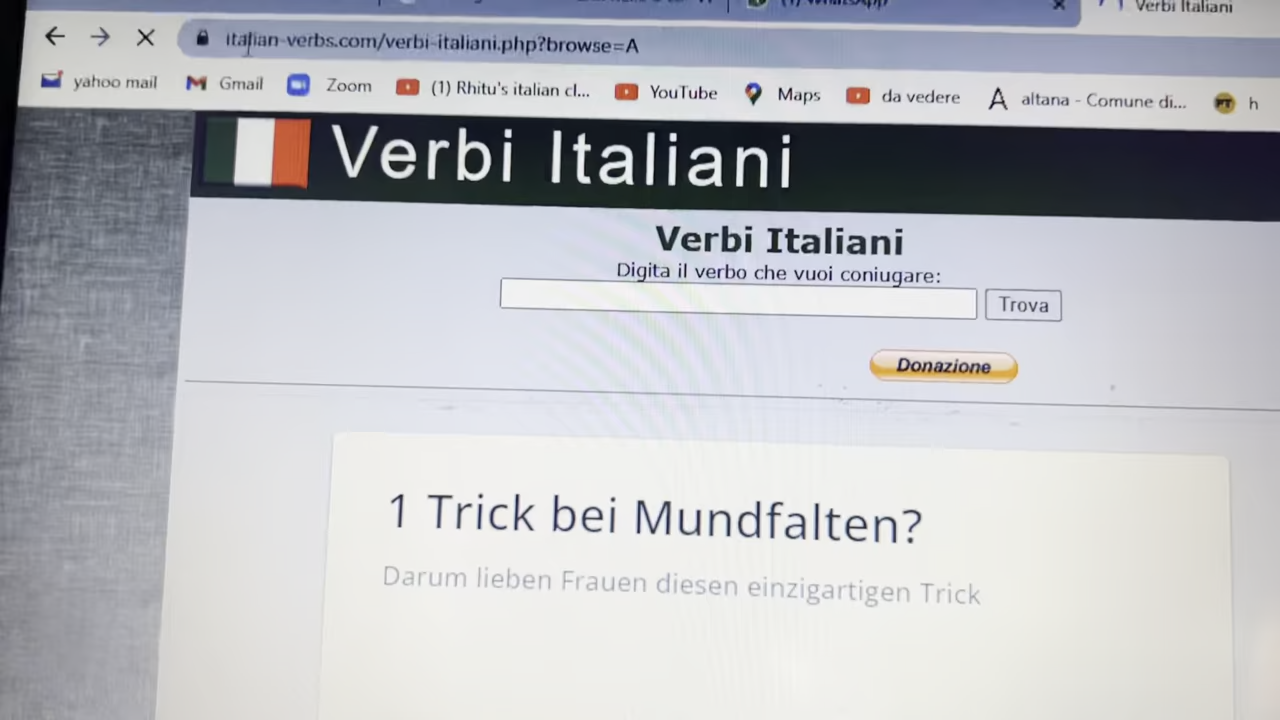 Verbi Italiani
italian-verbs.com/verbi-italiani.php?browse=A
yahoo mail Gmail Zoom (1) Rhitu's italian cl... YouTube Maps da vedere altana - Comune di... h
Verbi Italiani
Verbi Italiani
Digita il verbo che vuoi coniugare:
Trova
Donazione
1 Trick bei Mundfalten?
Darum lieben Frauen diesen einzigartigen Trick